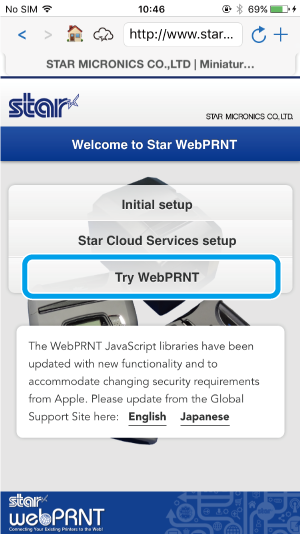 No SIM 10:46 69%
http://www.star...
STAR MICRONICS CO.,LTD | Miniatur...
star
STAR MICRONICS CO., LTD.
Welcome to Star WebPRNT
Initial setup
Star Cloud Services setup
Try WebPRNT
The WebPRNT JavaScript libraries have been
updated with new functionality and to
accommodate changing security requirements
from Apple. Please update from the Global
Support Site here: English Japanese
star
webPRNT
Connecting Your Existing Printers to the Web!